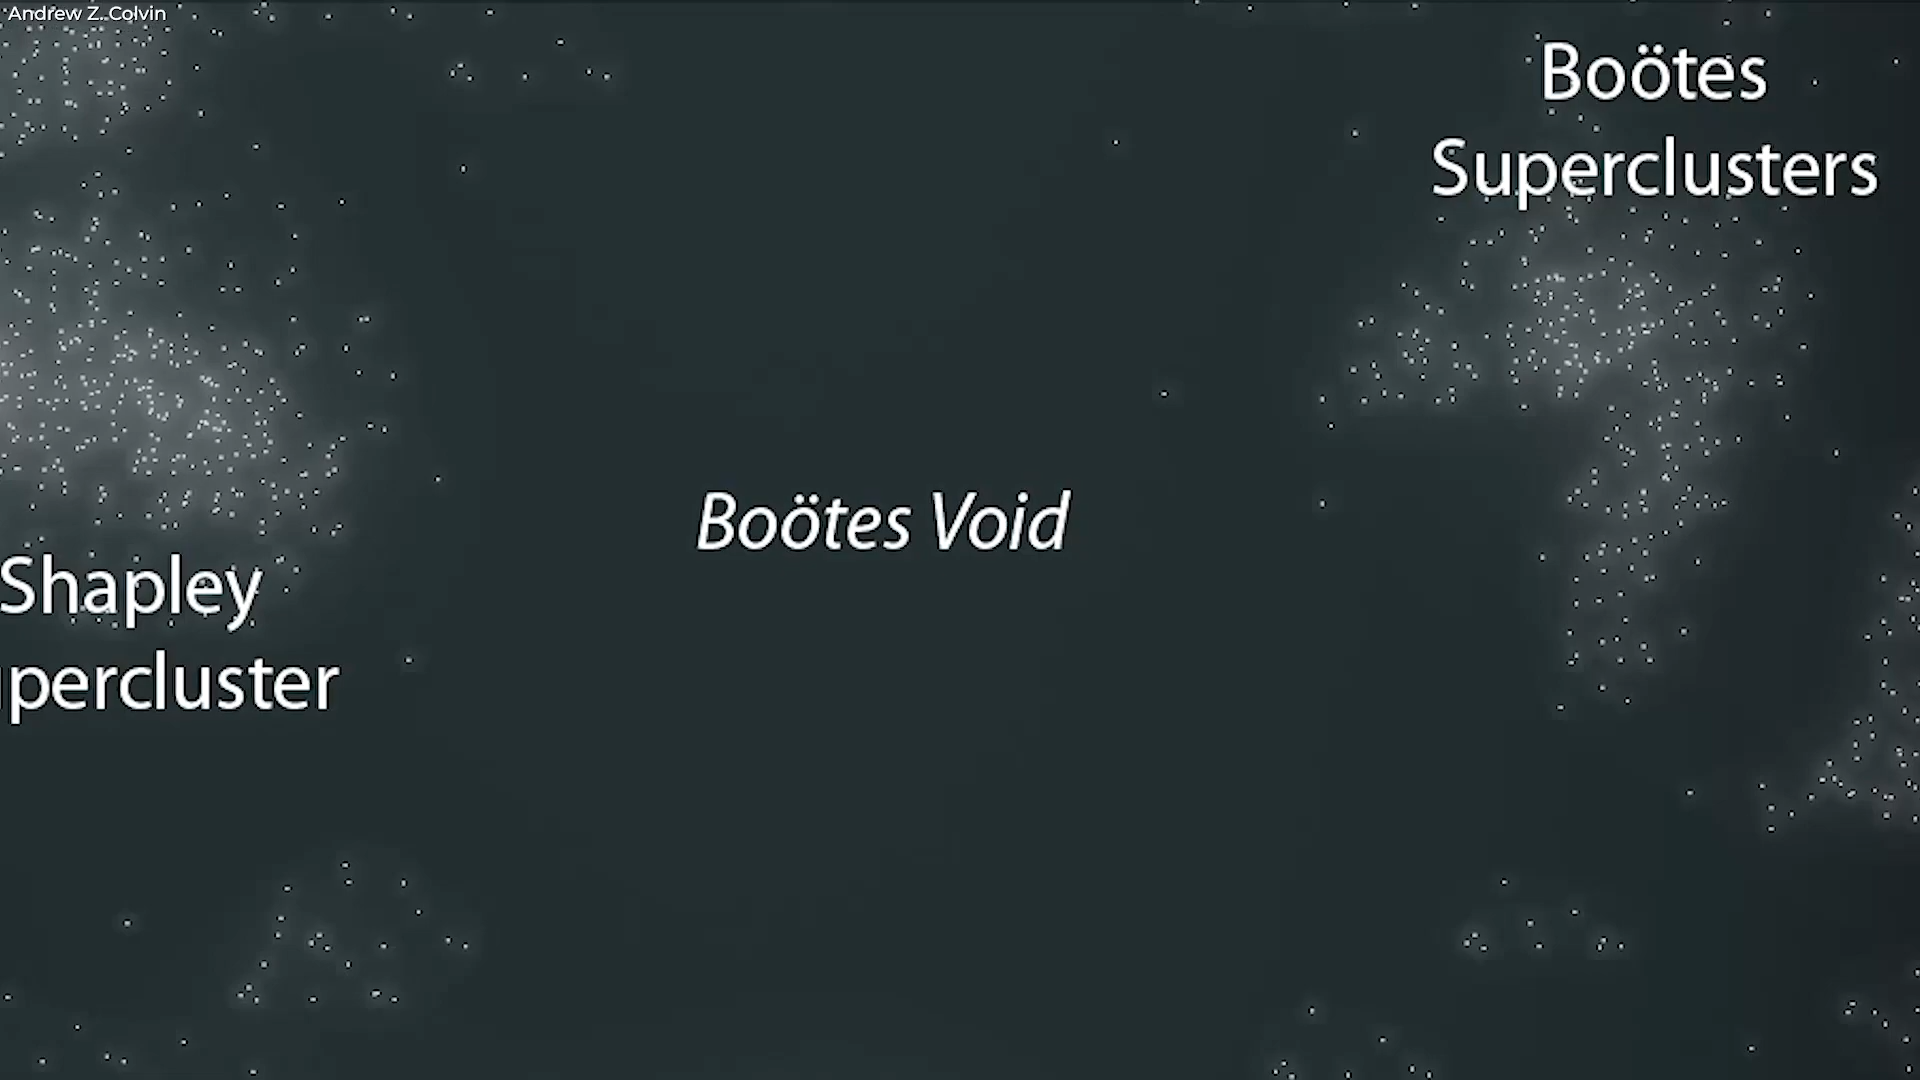 Andrew Z. Colvin
Boötes
Superclusters
Boötes Void
Shapley
percluster